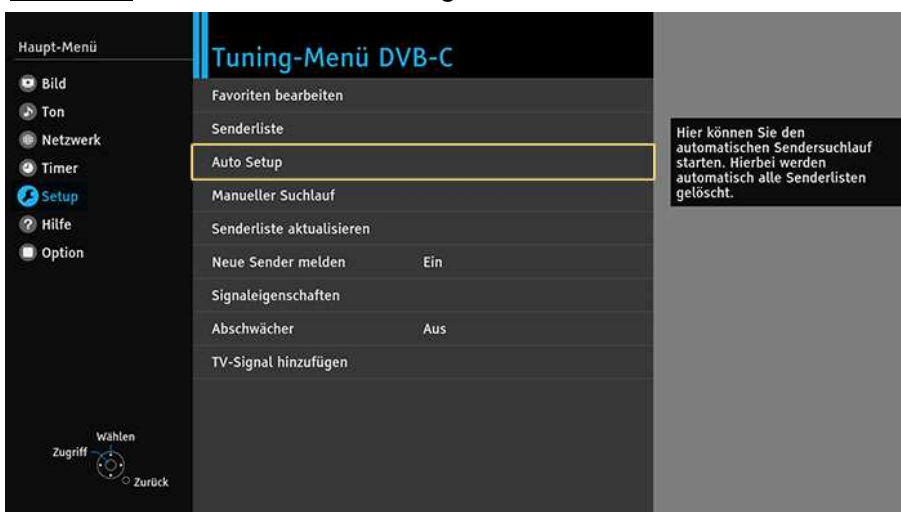 Haupt-Menü
Bild
Ton
Netzwerk
Timer
Setup
Hilfe
Option
Wählen
Zugriff
Zurück
Tuning-Menü DVB-C
Favoriten bearbeiten
Senderliste
Auto Setup
Manueller Suchlauf
Senderliste aktualisieren
Neue Sender melden Ein
Signaleigenschaften
Abschwächer Aus
TV-Signal hinzufügen
Hier können Sie den
automatischen Sendersuchlauf
starten. Hierbei werden
automatisch alle Senderlisten
gelöscht.